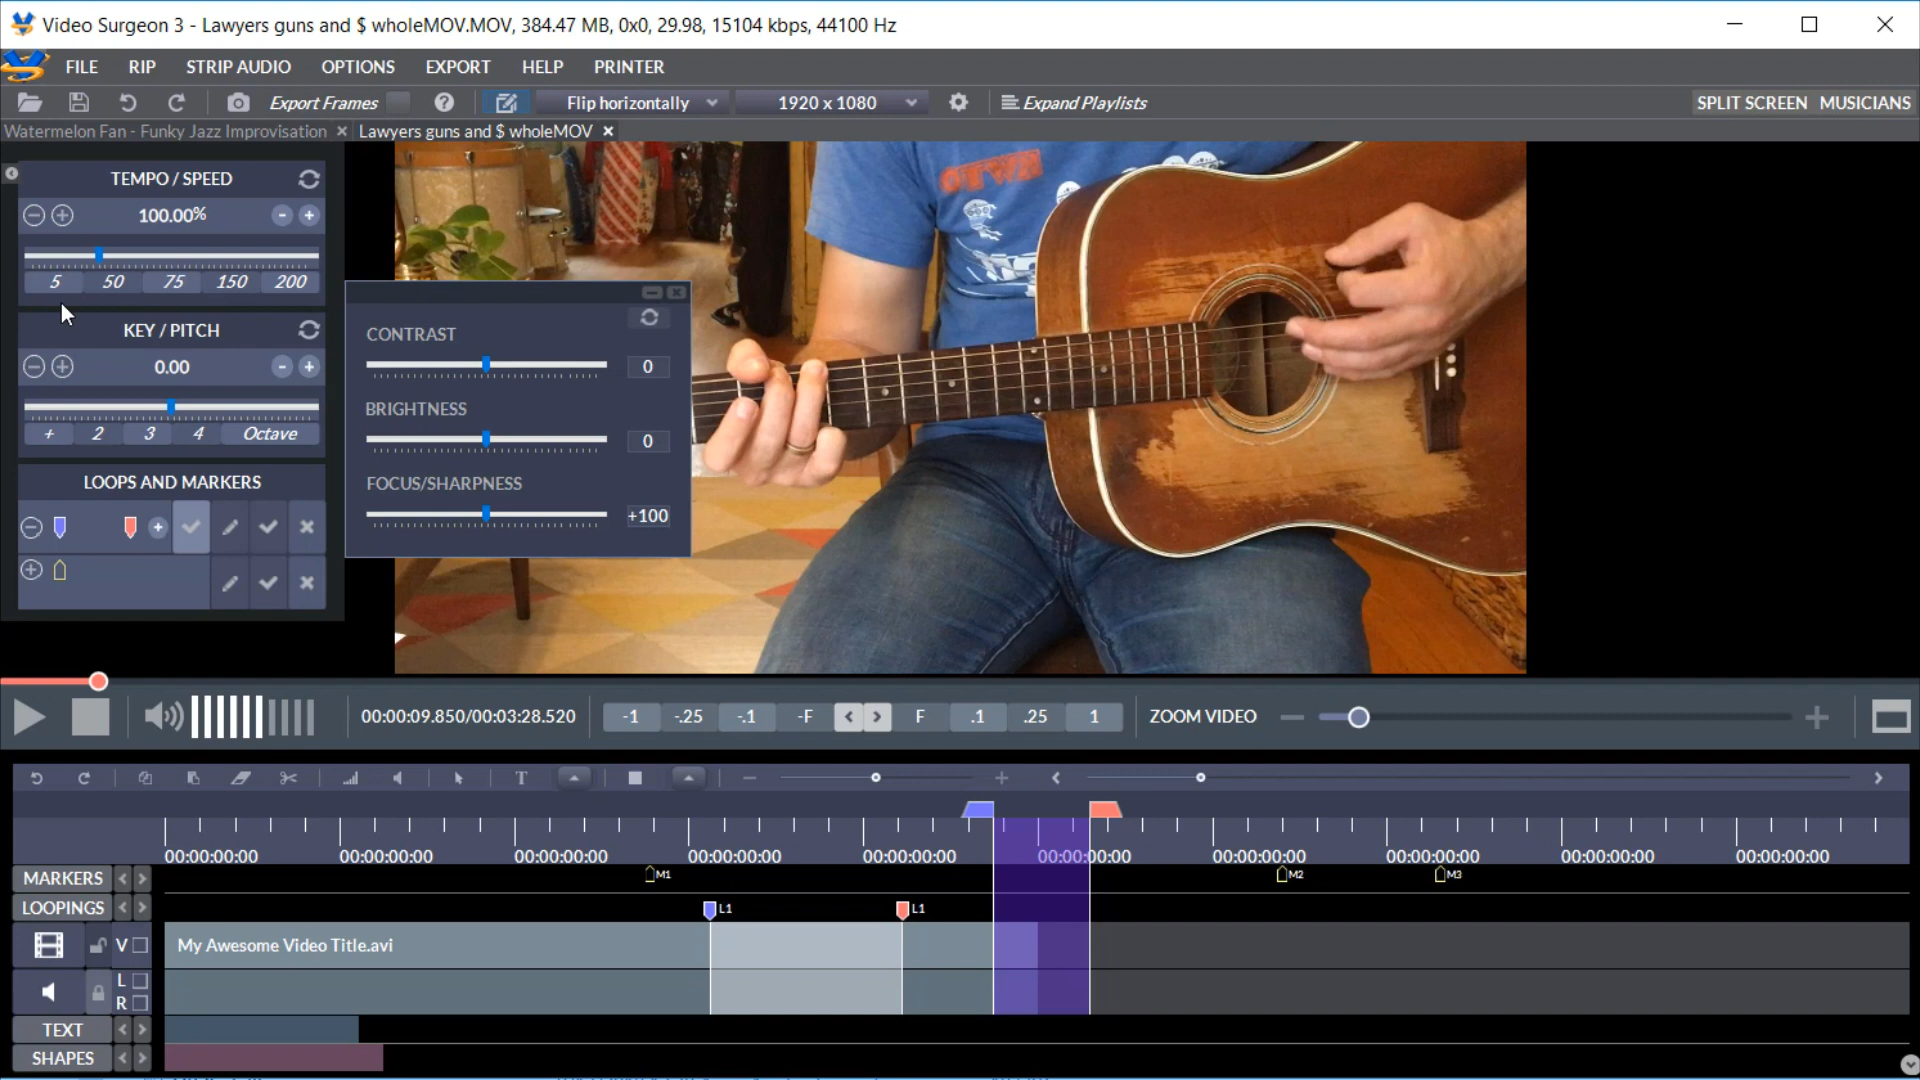 Video Surgeon 3 - Lawyers guns and $ wholeMOV.MOV, 384.47 MB, 0x0, 29.98, 15104 kbps, 44100 Hz
FILE RIP STRIP AUDIO OPTIONS EXPORT HELP PRINTER
Export Frames ? Flip horizontally 1920 x 1080 Expand Playlists SPLIT SCREEN MUSICIANS
Watermelon Fan - Funky Jazz Improvisation Lawyers guns and $ wholeMOV
TEMPO / SPEED
100.00%
5 50 75 150 200
KEY / PITCH
0.00
+ 2 3 4 Octave
LOOPS AND MARKERS
CONTRAST
0
BRIGHTNESS
0
FOCUS/SHARPNESS
+100
OTWN
00:00:09.850/00:03:28.520 -1 -.25 -.1 -F < > F .1 .25 1 ZOOM VIDEO
T
00:00:00:00 00:00:00:00 00:00:00:00 00:00:00:00 00:00:00:00 00:00:00:00 00:00:00:00 00:00:00:00 00:00:00:00 00:00:00:00
MARKERS < > M1 M2 M3
LOOPINGS < > L1 L1
V My Awesome Video Title.avi
L
R
TEXT < >
SHAPES < >